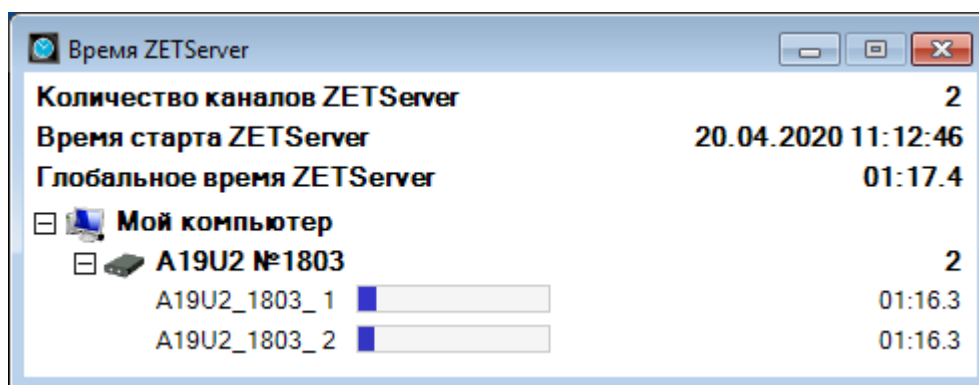 Время ZETServer
Количество каналов ZETServer 2
Время старта ZETServer 20.04.2020 11:12:46
Глобальное время ZETServer 01:17.4
Мой компьютер
A19U2 №1803 2
A19U2_1803_ 1 01:16.3
A19U2_1803_ 2 01:16.3